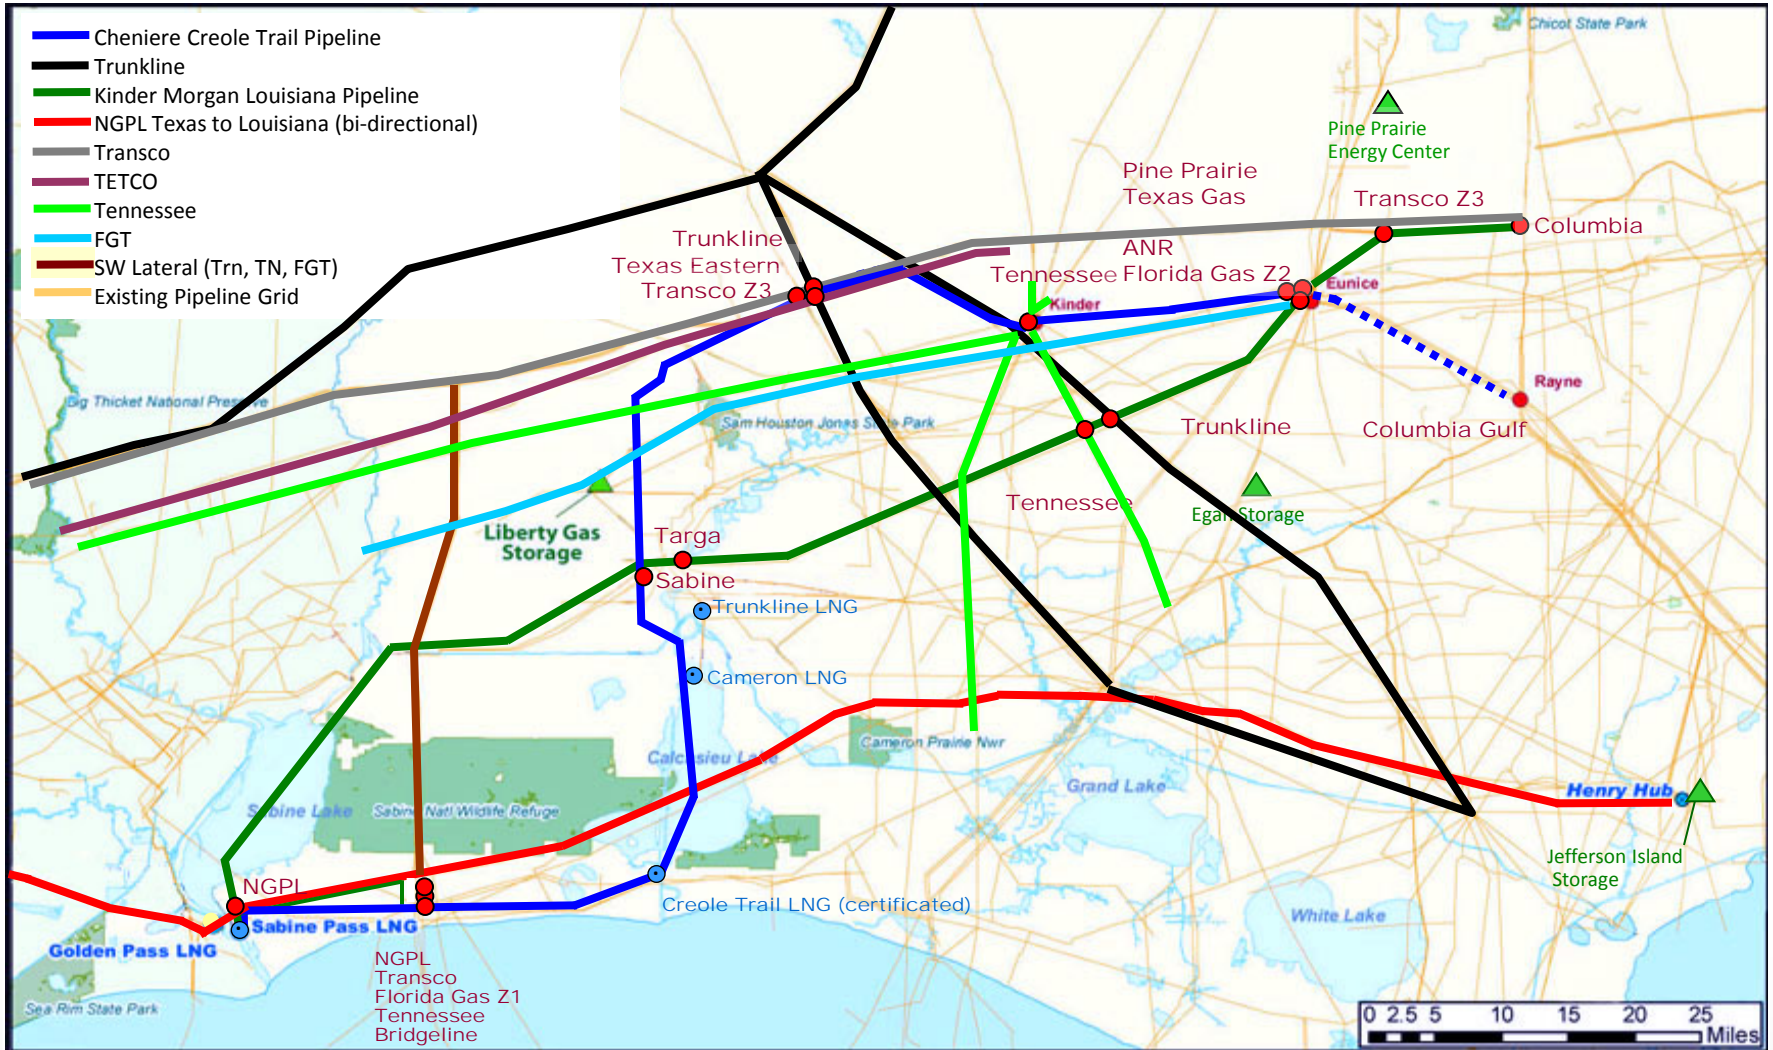 Cheniere Creole Trail Pipeline
Trunkline
Kinder Morgan Louisiana Pipeline
NGPL Texas to Louisiana (bi-directional)
Transco
TETCO
Tennessee
FGT
SW Lateral (Trn, TN, FGT)
Existing Pipeline Grid
Chicot State Park
Pine Prairie
Energy Center
Pine Prairie
Texas Gas
Transco Z3
Columbia
ANR
Florida Gas Z2
Trunkline
Texas Eastern
Transco Z3
Tennessee
Kinder
Eunice
Rayne
Columbia Gulf
Trunkline
Big Thicket National Preserve
Sam Houston Jones State Park
Liberty Gas
Storage
Tennessee
Egan Storage
Targa
Sabine
Trunkline LNG
Cameron LNG
Cameron Prairie Nwr
Calcasieu Lake
Grand Lake
Sabine Lake
Sabine Natl Wildlife Refuge
Henry Hub
Jefferson Island
Storage
NGPL
Sabine Pass LNG
Golden Pass LNG
Creole Trail LNG (certificated)
White Lake
NGPL
Transco
Florida Gas Z1
Tennessee
Bridgeline
Sea Rim State Park
0 2.5 5 10 15 20 25
Miles